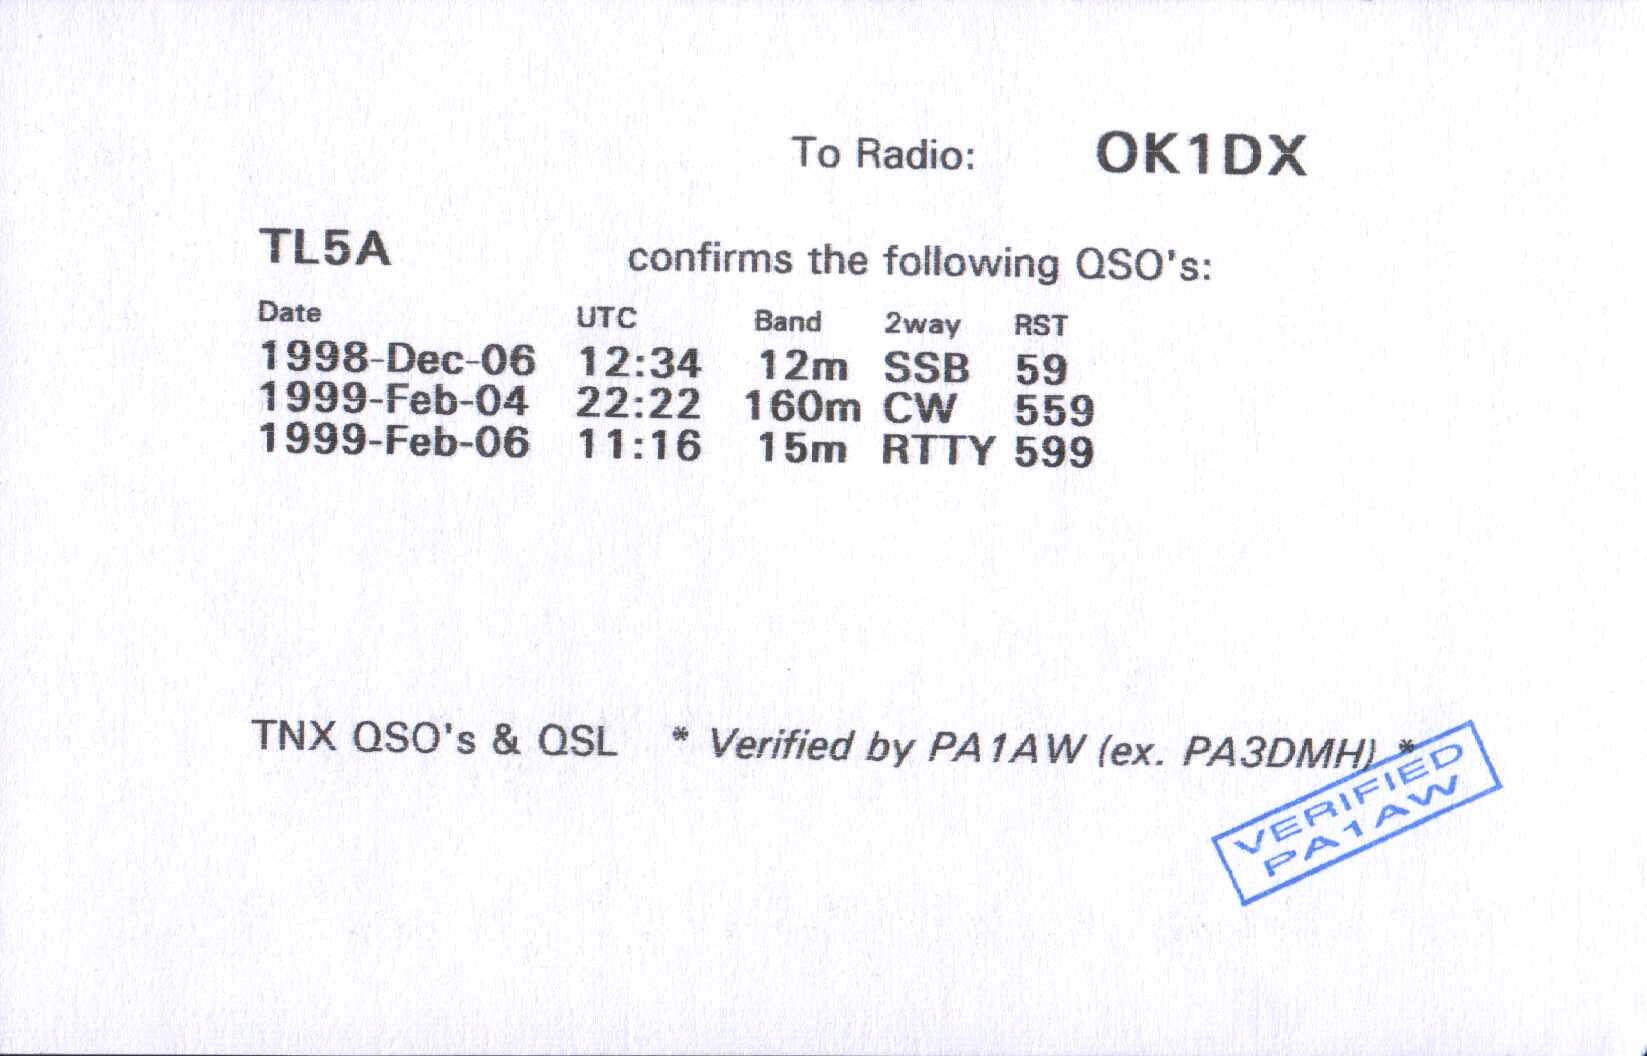 To Radio: OK1DX
TL5A confirms the following QSO's:
Date UTC Band 2way RST
1998-Dec-06 12:34 12m SSB 59
1999-Feb-04 22:22 160m CW 559
1999-Feb-06 11:16 15m RTTY 599
TNX QSO's & QSL * Verified by PA1AW (ex. PA3DMH) *
VERIFIED
PA1AW